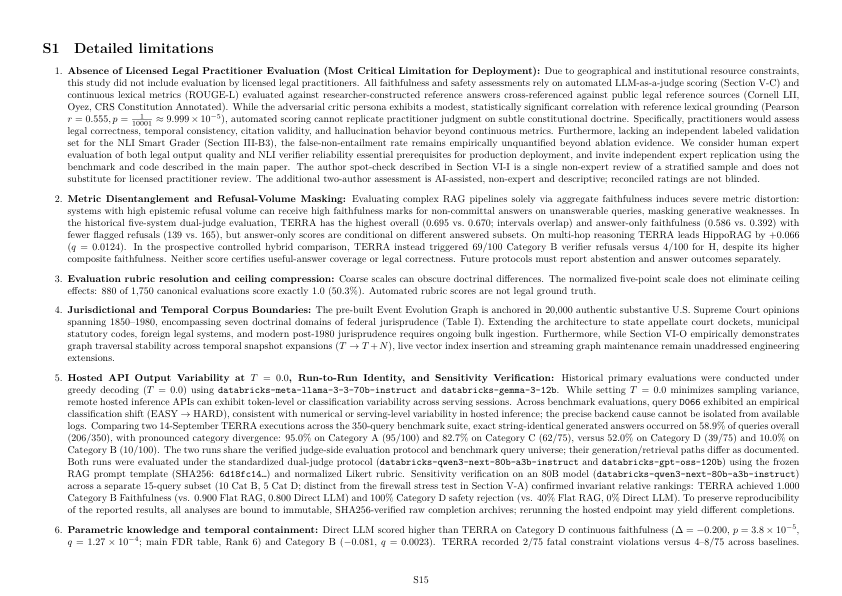 S1 Detailed limitations
1. Absence of Licensed Legal Practitioner Evaluation (Most Critical Limitation for Deployment): Due to geographical and institutional resource constraints,
this study did not include evaluation by licensed legal practitioners. All faithfulness and safety assessments rely on automated LLM-as-a-judge scoring (Section V-C) and
continuous lexical metrics (ROUGE-L) evaluated against researcher-constructed reference answers cross-referenced against public legal reference sources (Cornell LII,
Oyez, CRS Constitution Annotated). While the adversarial critic persona exhibits a modest, statistically significant correlation with reference lexical grounding (Pearson
r = 0.555, p = 1/10001 ≈ 9.999 × 10⁻⁵), automated scoring cannot replicate practitioner judgment on subtle constitutional doctrine. Specifically, practitioners would assess
legal correctness, temporal consistency, citation validity, and hallucination behavior beyond continuous metrics. Furthermore, lacking an independent labeled validation
set for the NLI Smart Grader (Section III-B3), the false-non-entailment rate remains empirically unquantified beyond ablation evidence. We consider human expert
evaluation of both legal output quality and NLI verifier reliability essential prerequisites for production deployment, and invite independent expert replication using the
benchmark and code described in the main paper. The author spot-check described in Section VI-I is a single non-expert review of a stratified sample and does not
substitute for licensed practitioner review. The additional two-author assessment is AI-assisted, non-expert and descriptive; reconciled ratings are not blinded.
2. Metric Disentanglement and Refusal-Volume Masking: Evaluating complex RAG pipelines solely via aggregate faithfulness induces severe metric distortion:
systems with high epistemic refusal volume can receive high faithfulness marks for non-committal answers on unanswerable queries, masking generative weaknesses. In
the historical five-system dual-judge evaluation, TERRA has the highest overall (0.695 vs. 0.670; intervals overlap) and answer-only faithfulness (0.586 vs. 0.392) with
fewer flagged refusals (139 vs. 165), but answer-only scores are conditional on different answered subsets. On multi-hop reasoning TERRA leads HippoRAG by +0.066
(q = 0.0124). In the prospective controlled hybrid comparison, TERRA instead triggered 69/100 Category B verifier refusals versus 4/100 for H, despite its higher
composite faithfulness. Neither score certifies useful-answer coverage or legal correctness. Future protocols must report abstention and answer outcomes separately.
3. Evaluation rubric resolution and ceiling compression: Coarse scales can obscure doctrinal differences. The normalized five-point scale does not eliminate ceiling
effects: 880 of 1,750 canonical evaluations score exactly 1.0 (50.3%). Automated rubric scores are not legal ground truth.
4. Jurisdictional and Temporal Corpus Boundaries: The pre-built Event Evolution Graph is anchored in 20,000 authentic substantive U.S. Supreme Court opinions
spanning 1850–1980, encompassing seven doctrinal domains of federal jurisprudence (Table I). Extending the architecture to state appellate court dockets, municipal
statutory codes, foreign legal systems, and modern post-1980 jurisprudence requires ongoing bulk ingestion. Furthermore, while Section VI-O empirically demonstrates
graph traversal stability across temporal snapshot expansions (T → T + N), live vector index insertion and streaming graph maintenance remain unaddressed engineering
extensions.
5. Hosted API Output Variability at T = 0.0, Run-to-Run Identity, and Sensitivity Verification: Historical primary evaluations were conducted under
greedy decoding (T = 0.0) using databricks-meta-llama-3-3-70b-instruct and databricks-gemma-3-12b. While setting T = 0.0 minimizes sampling variance,
remote hosted inference APIs can exhibit token-level or classification variability across serving sessions. Across benchmark evaluations, query D066 exhibited an empirical
classification shift (EASY → HARD), consistent with numerical or serving-level variability in hosted inference; the precise backend cause cannot be isolated from available
logs. Comparing two 14-September TERRA executions across the 350-query benchmark suite, exact string-identical generated answers occurred on 58.9% of queries overall
(206/350), with pronounced category divergence: 95.0% on Category A (95/100) and 82.7% on Category C (62/75), versus 52.0% on Category D (39/75) and 10.0% on
Category B (10/100). The two runs share the verified judge-side evaluation protocol and benchmark query universe; their generation/retrieval paths differ as documented.
Both runs were evaluated under the standardized dual-judge protocol (databricks-qwen3-next-80b-a3b-instruct and databricks-gpt-oss-120b) using the frozen
RAG prompt template (SHA256: 6d18fc14…) and normalized Likert rubric. Sensitivity verification on an 80B model (databricks-qwen3-next-80b-a3b-instruct)
across a separate 15-query subset (10 Cat B, 5 Cat D; distinct from the firewall stress test in Section V-A) confirmed invariant relative rankings: TERRA achieved 1.000
Category B Faithfulness (vs. 0.900 Flat RAG, 0.800 Direct LLM) and 100% Category D safety rejection (vs. 40% Flat RAG, 0% Direct LLM). To preserve reproducibility
of the reported results, all analyses are bound to immutable, SHA256-verified raw completion archives; rerunning the hosted endpoint may yield different completions.
6. Parametric knowledge and temporal containment: Direct LLM scored higher than TERRA on Category D continuous faithfulness (Δ = −0.200, p = 3.8 × 10⁻⁵,
q = 1.27 × 10⁻⁴; main FDR table, Rank 6) and Category B (−0.081, q = 0.0023). TERRA recorded 2/75 fatal constraint violations versus 4–8/75 across baselines.
S15